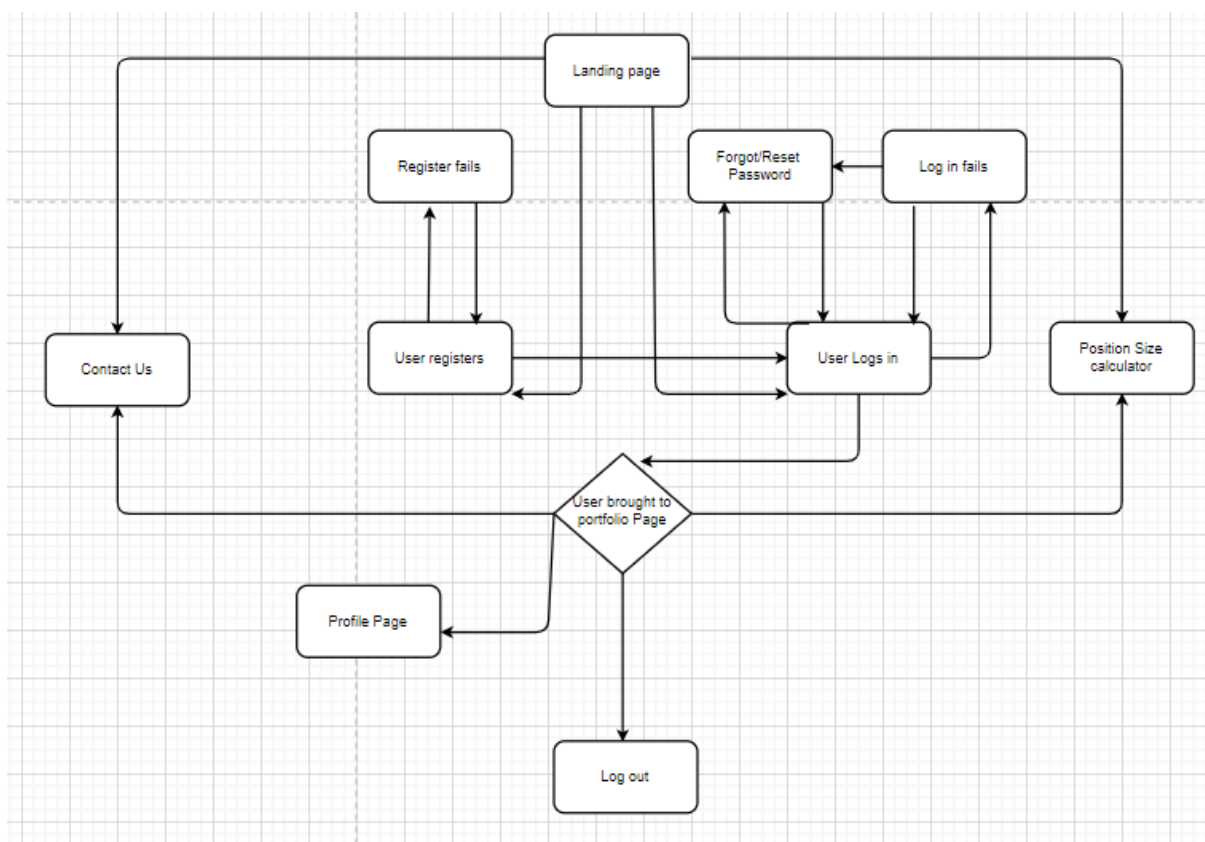 Landing page
Register fails
Forgot/Reset
Password
Log in fails
Contact Us
User registers
User Logs in
Position Size
calculator
User brought to
portfolio Page
Profile Page
Log out